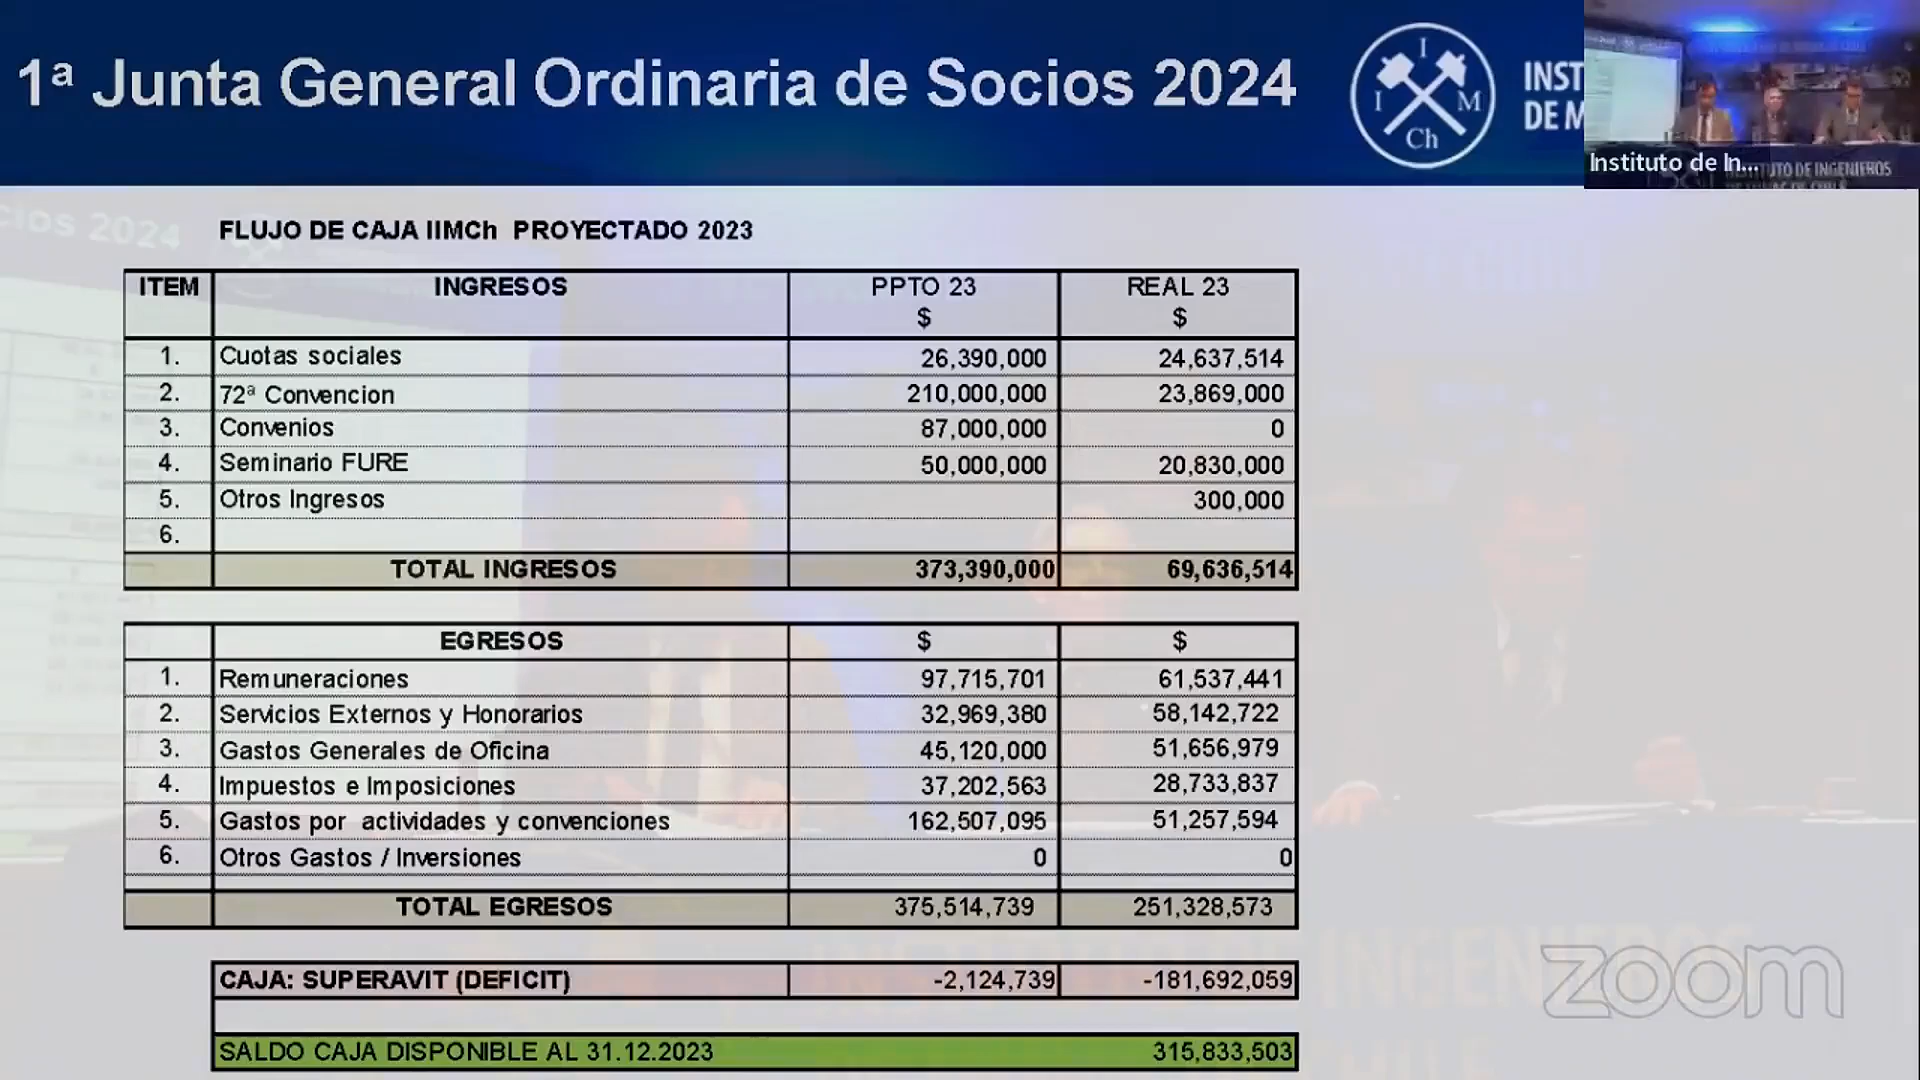 1ª Junta General Ordinaria de Socios 2024
I
I M
Ch
INST
DE M
Instituto de In...
TUTO DE INGENIEROS
cios 2024
FLUJO DE CAJA IIMCh PROYECTADO 2023
ITEM INGRESOS PPTO 23 REAL 23
$ $
1. Cuotas sociales 26,390,000 24,637,514
2. 72ª Convencion 210,000,000 23,869,000
3. Convenios 87,000,000 0
4. Seminario FURE 50,000,000 20,830,000
5. Otros Ingresos 300,000
6.
TOTAL INGRESOS 373,390,000 69,636,514
EGRESOS $ $
1. Remuneraciones 97,715,701 61,537,441
2. Servicios Externos y Honorarios 32,969,380 58,142,722
3. Gastos Generales de Oficina 45,120,000 51,656,979
4. Impuestos e Imposiciones 37,202,563 28,733,837
5. Gastos por actividades y convenciones 162,507,095 51,257,594
6. Otros Gastos / Inversiones 0 0
TOTAL EGRESOS 375,514,739 251,328,573
CAJA: SUPERAVIT (DEFICIT) -2,124,739 -181,692,059
SALDO CAJA DISPONIBLE AL 31.12.2023 315,833,503
zoom